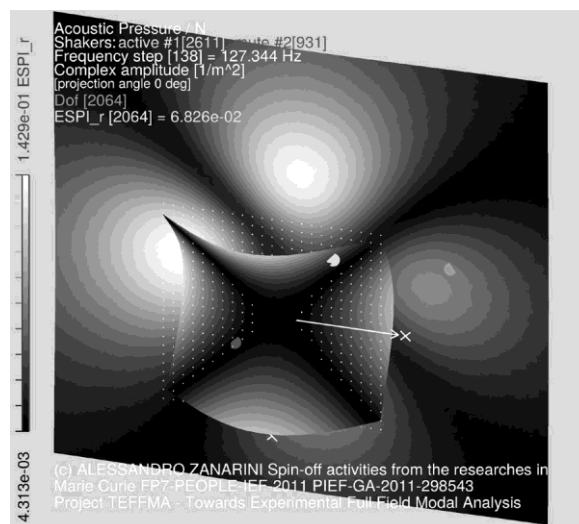 Acoustic Pressure / N
Shakers: active #1[2611] mute #2[931]
Frequency step [138] = 127.344 Hz
Complex amplitude [1/m^2]
[projection angle 0 deg]
Dof [2064]
ESPI_r [2064] = 6.826e-02
1.429e-01 ESPI_r
4.313e-03
(c) ALESSANDRO ZANARINI Spin-off activities from the researches in
Marie Curie FP7-PEOPLE-IEF-2011 PIEF-GA-2011-298543
Project TEFFMA - Towards Experimental Full Field Modal Analysis